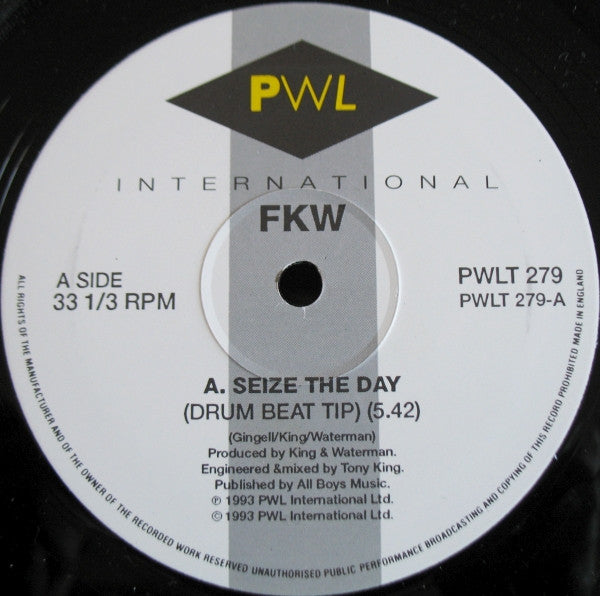 PWL
INTERNATIONAL
FKW
A SIDE
33 1/3 RPM
PWLT 279
PWLT 279-A
A. SEIZE THE DAY
(DRUM BEAT TIP) (5.42)
(Gingell/King/Waterman)
Produced by King & Waterman.
Engineered &mixed by Tony King.
Published by All Boys Music.
℗ 1993 PWL International Ltd.
© 1993 PWL International Ltd.
ALL RIGHTS OF THE MANUFACTURER AND OF THE OWNER OF THE RECORDED WORK RESERVED UNAUTHORISED PUBLIC PERFORMANCE BROADCASTING AND COPYING OF THIS RECORD PROHIBITED MADE IN ENGLAND